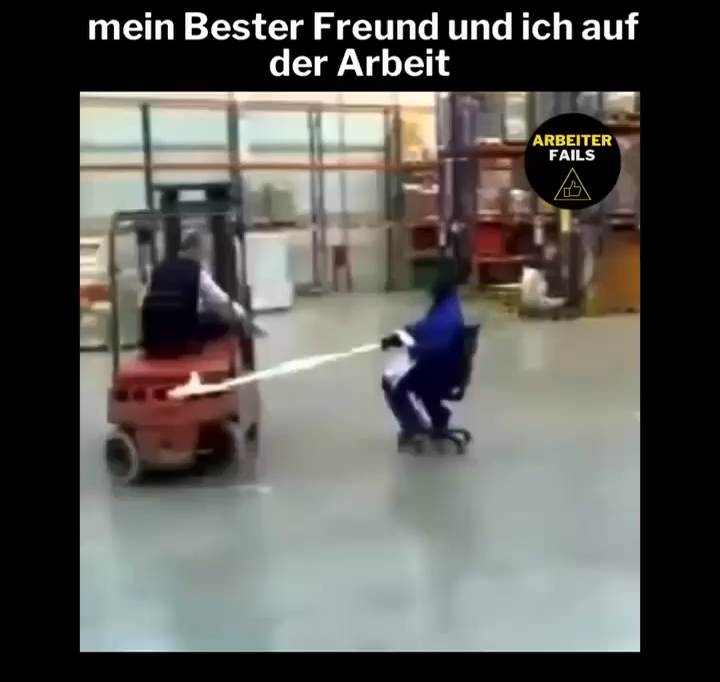 mein Bester Freund und ich auf
der Arbeit
ARBEITER
FAILS